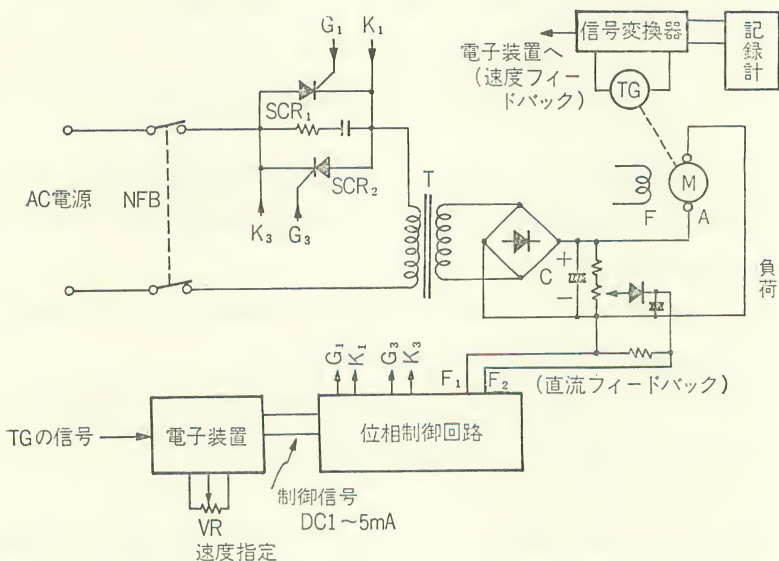 G₁
K₁
SCR₁
SCR₂
K₃
G₃
AC電源
NFB
T
電子装置へ
(速度フィー
ドバック)
信号変換器
記録計
TG
M
F
A
負荷
+
C
−
G₁
K₁
G₃
K₃
F₁
F₂
(直流フィードバック)
TGの信号
電子装置
位相制御回路
制御信号
DC1~5mA
VR
速度指定